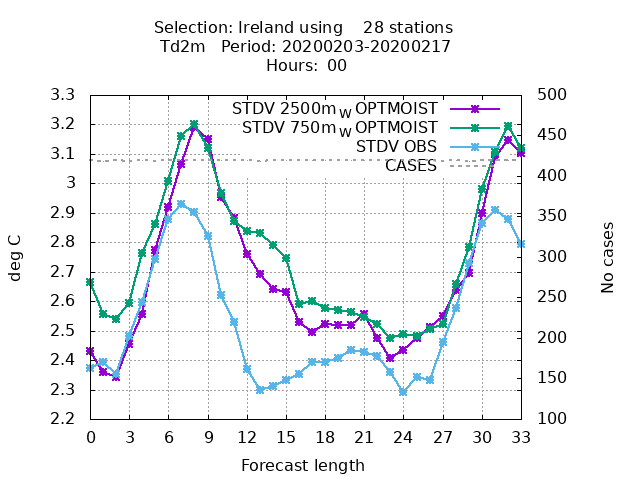 Selection: Ireland using    28 stations
Td2m   Period: 20200203-20200217
Hours:  00
STDV 2500m_W OPTMOIST
STDV 750m_W OPTMOIST
STDV OBS
CASES
3.3
3.2
3.1
3
2.9
2.8
2.7
2.6
2.5
2.4
2.3
2.2
deg C
500
450
400
350
300
250
200
150
100
No cases
0 3 6 9 12 15 18 21 24 27 30 33
Forecast length